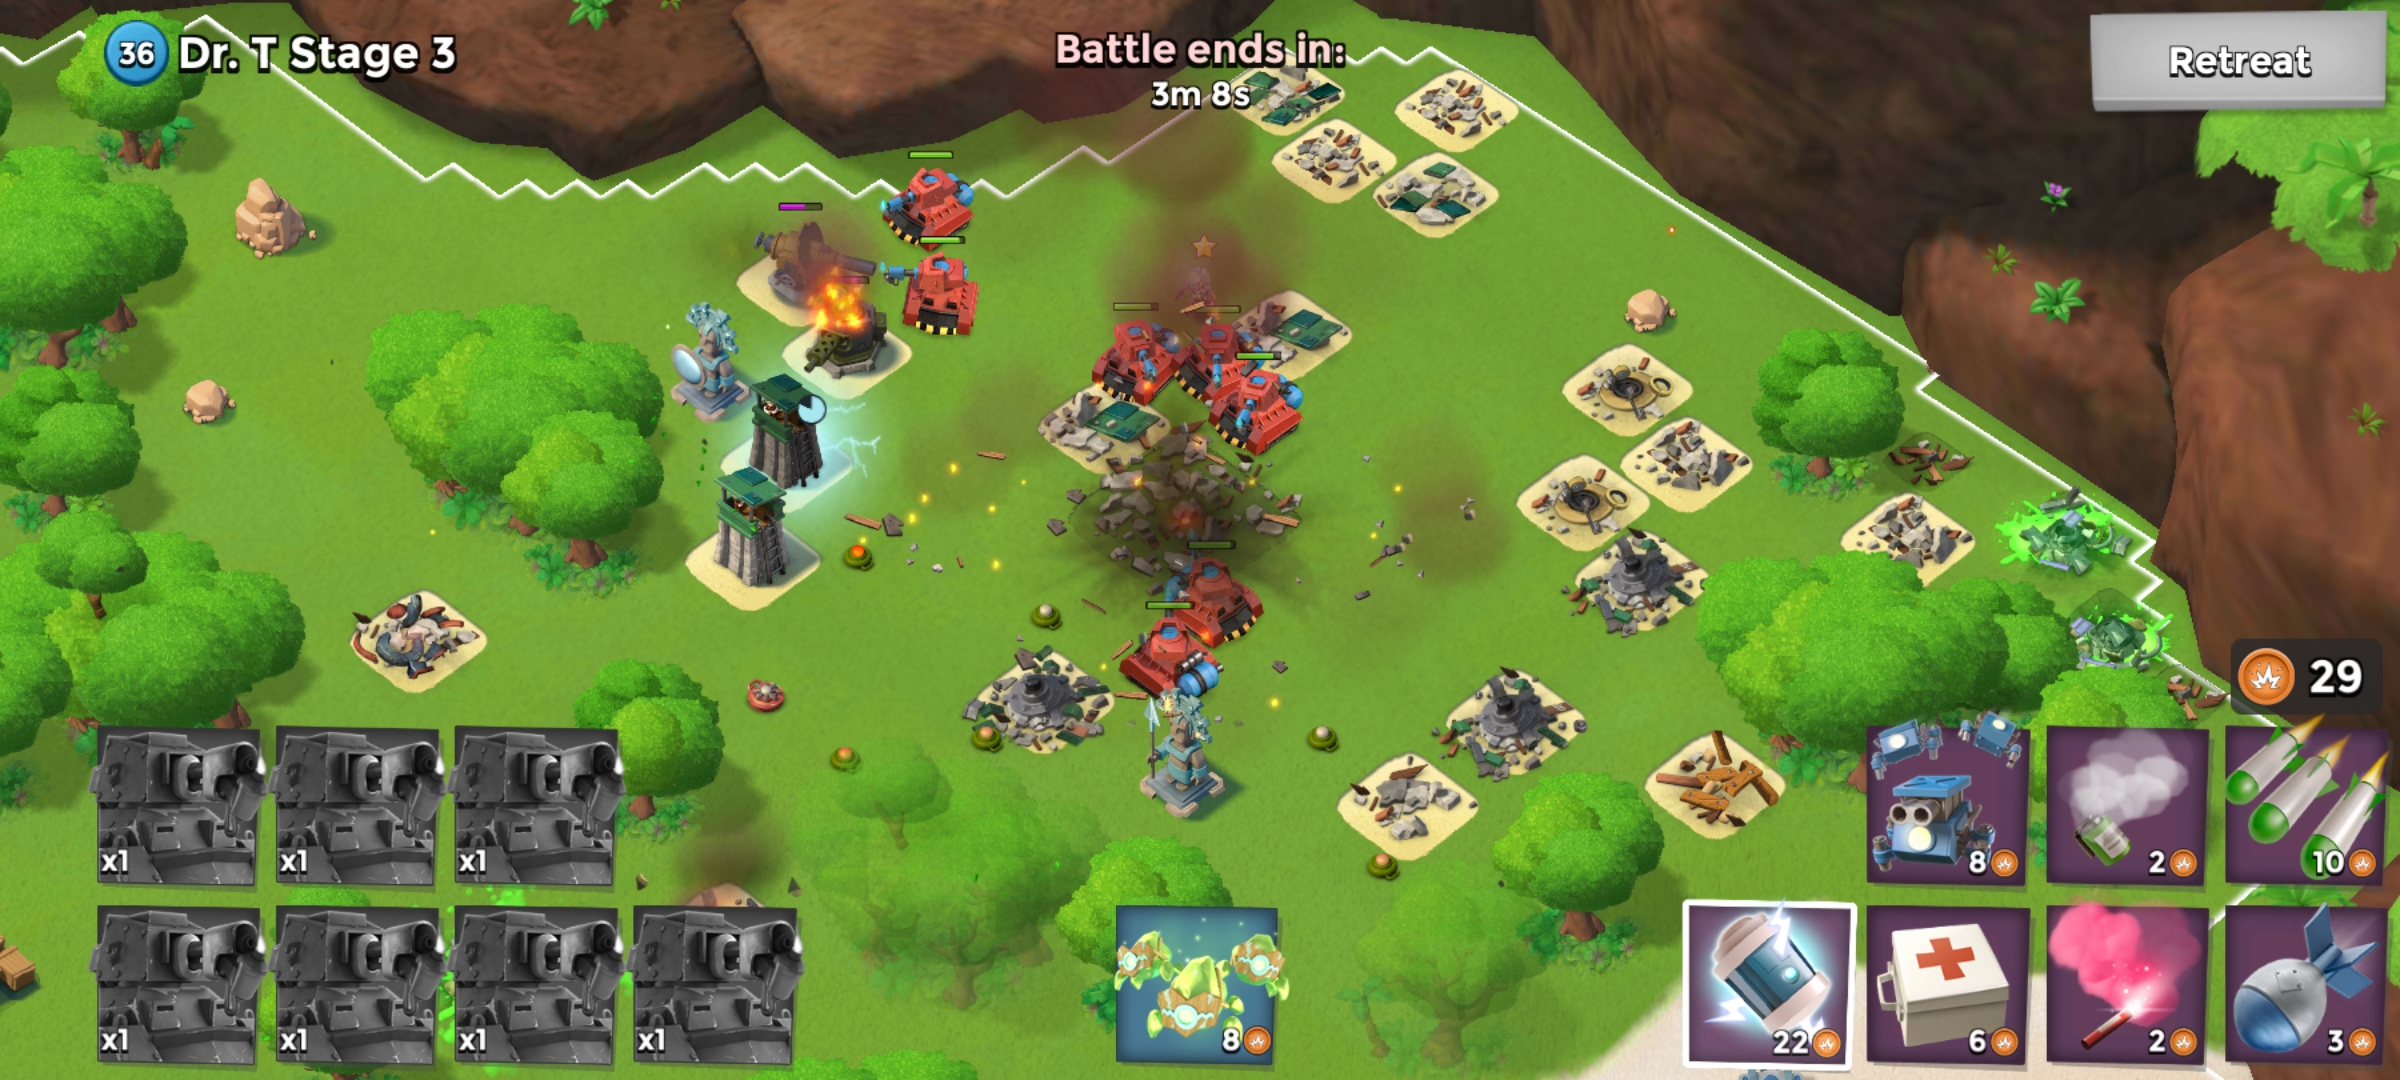 36 Dr. T Stage 3
Battle ends in:
3m 8s
Retreat
29
x1 x1 x1
8 2 10
x1 x1 x1 x1
8
22 6 2 3